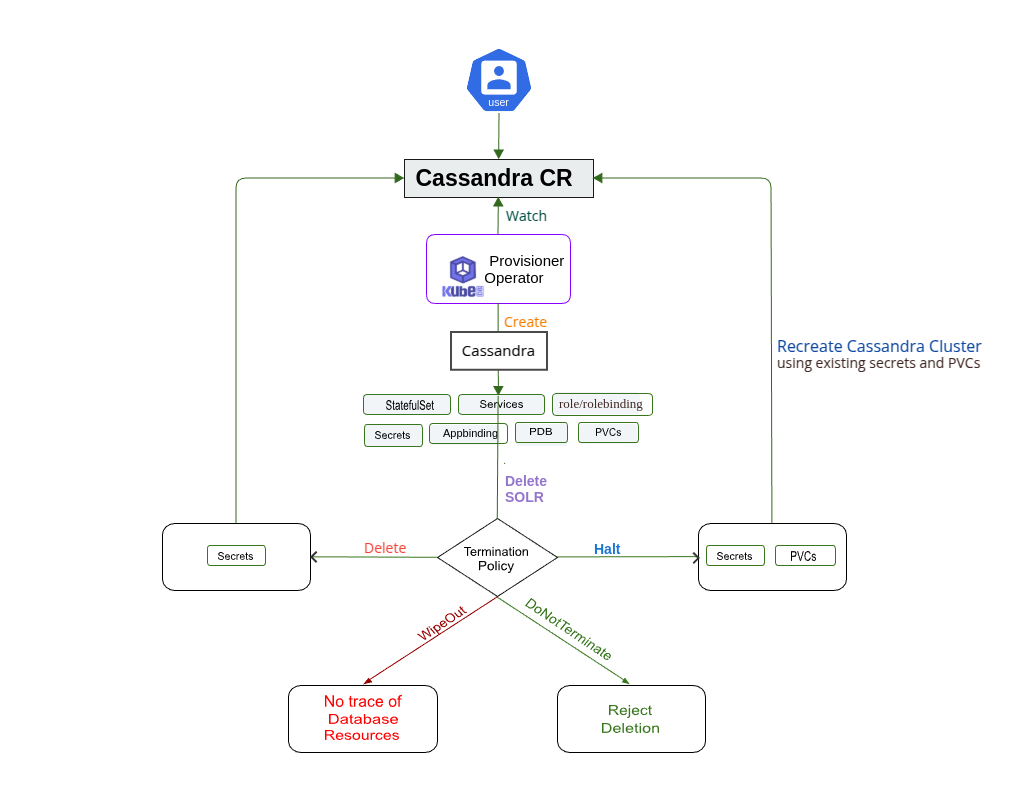 user
Cassandra CR
Watch
Provisioner
Operator
KUBE
Create
Cassandra
Recreate Cassandra Cluster
using existing secrets and PVCs
StatefulSet
Services
role/rolebinding
Secrets
Appbinding
PDB
PVCs
Delete
SOLR
Delete
Termination
Policy
Halt
Secrets
Secrets
PVCs
WipeOut
DoNotTerminate
No trace of
Database
Resources
Reject
Deletion